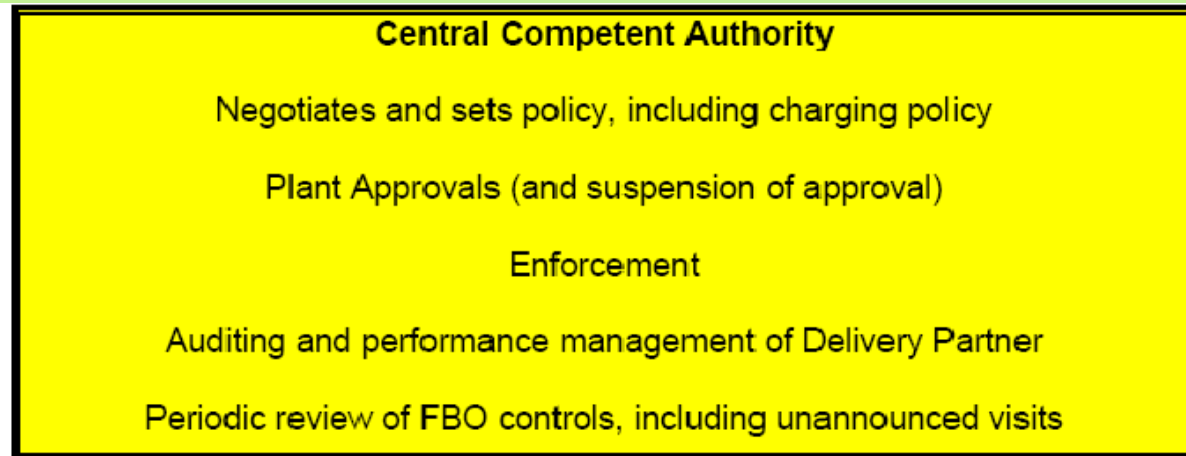 Central Competent Authority
Negotiates and sets policy, including charging policy
Plant Approvals (and suspension of approval)
Enforcement
Auditing and performance management of Delivery Partner
Periodic review of FBO controls, including unannounced visits